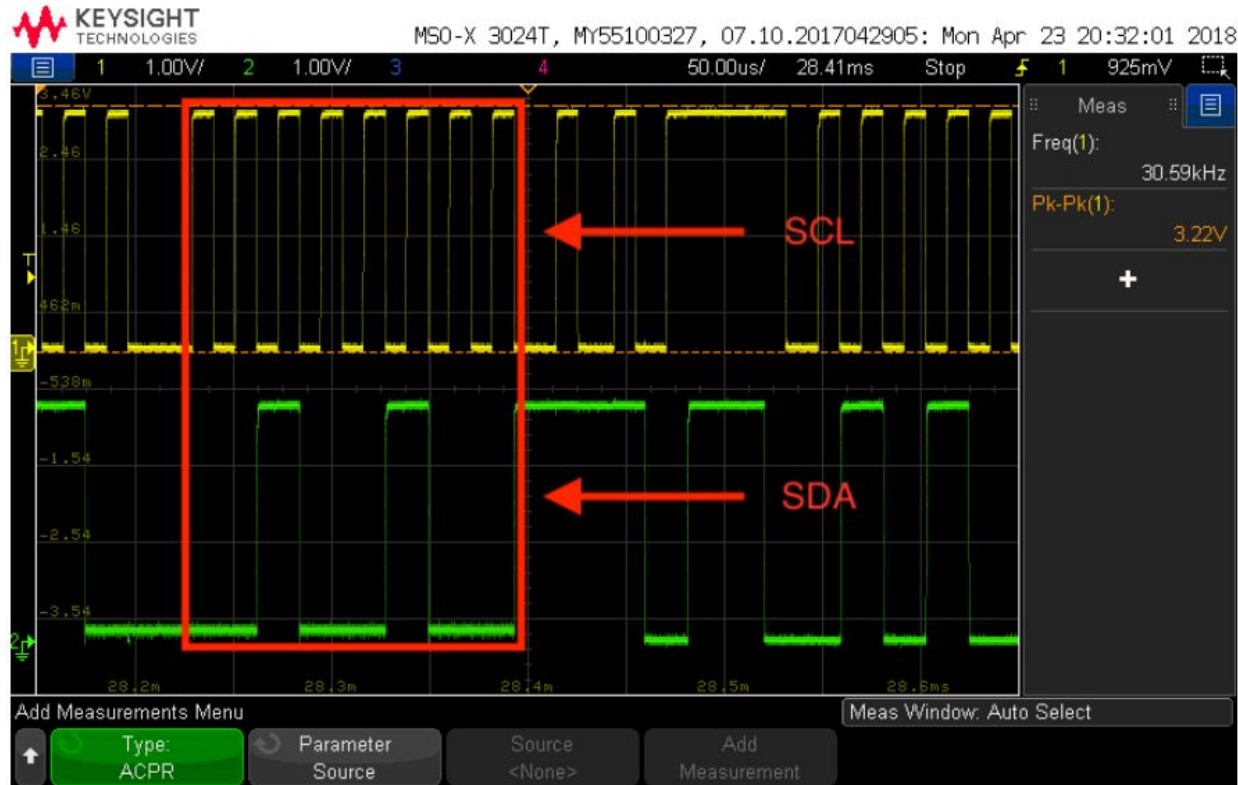 KEYSIGHT
TECHNOLOGIES
MSO-X 3024T, MY55100327, 07.10.2017042905: Mon Apr 23 20:32:01 2018
1 1.00V/ 2 1.00V/ 3 4 50.00us/ 28.41ms Stop 1 925mV
3.46V
2.46
1.46
462m
-538m
-1.54
-2.54
-3.54
T
1
2
SCL
SDA
28.2m 28.3m 28.4m 28.5m 28.6ms
Meas
Freq(1):
30.59kHz
Pk-Pk(1):
3.22V
+
Add Measurements Menu
Meas Window: Auto Select
Type:
ACPR
Parameter
Source
Source
<None>
Add
Measurement